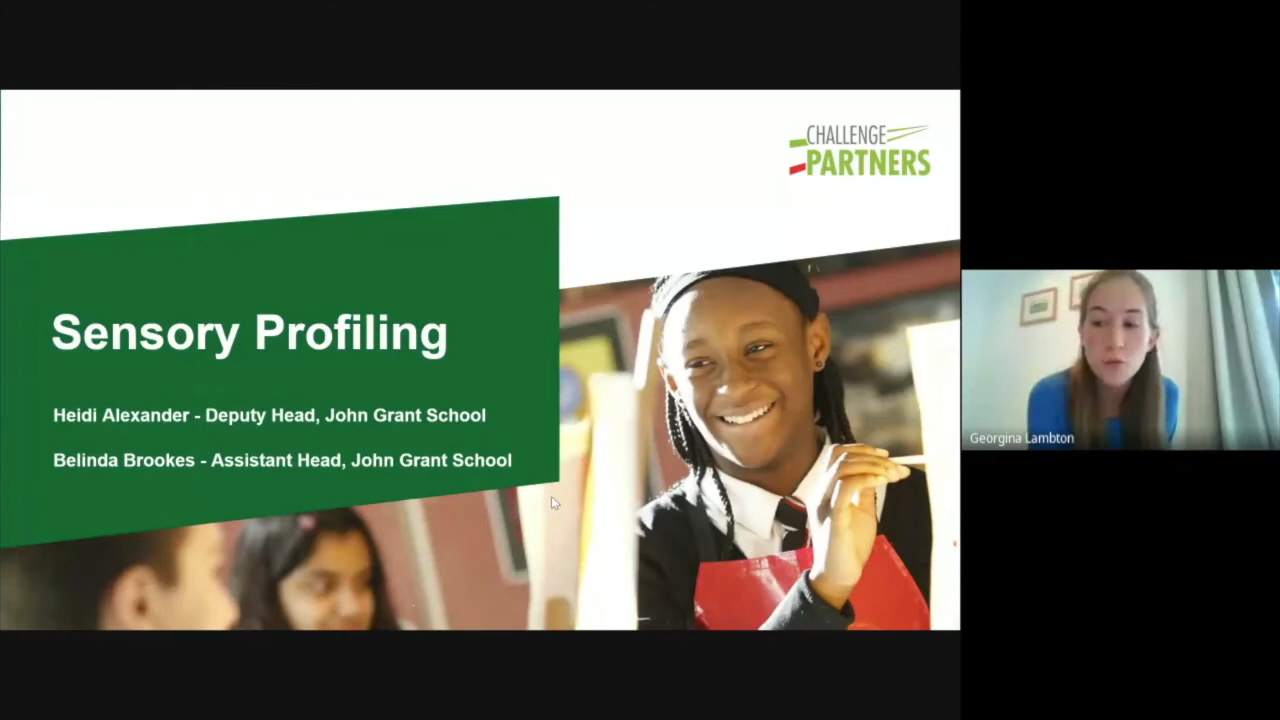 CHALLENGE
PARTNERS
Sensory Profiling
Heidi Alexander - Deputy Head, John Grant School
Belinda Brookes - Assistant Head, John Grant School
Georgina Lambton